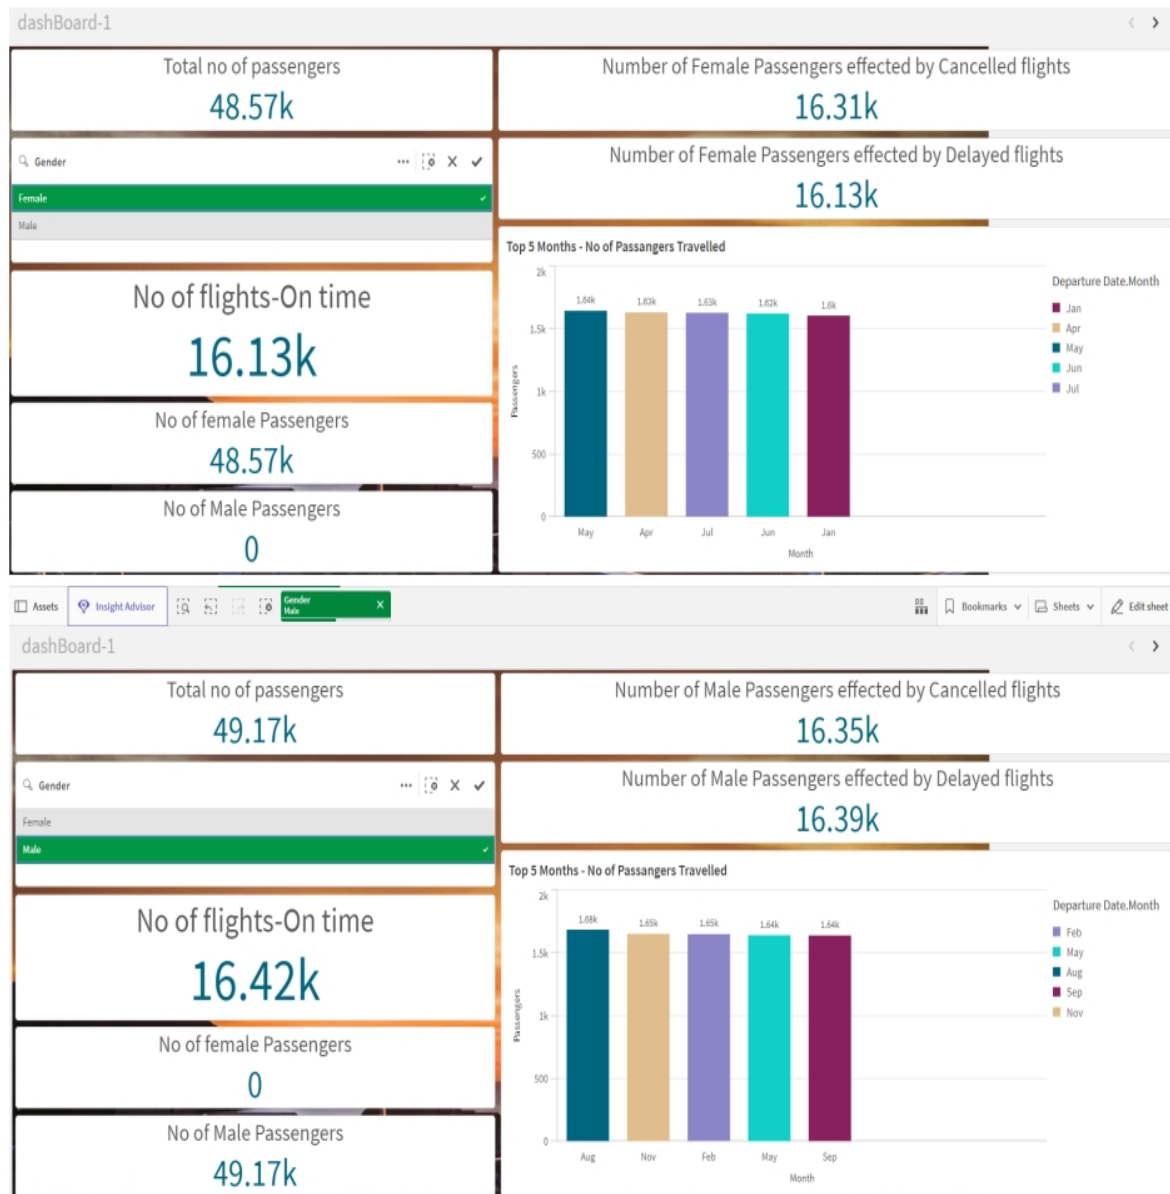 dashBoard-1
Total no of passengers
48.57k
Number of Female Passengers effected by Cancelled flights
16.31k
Gender
Female
Male
Number of Female Passengers effected by Delayed flights
16.13k
No of flights-On time
16.13k
No of female Passengers
48.57k
No of Male Passengers
0
Top 5 Months - No of Passangers Travelled
2k
1.5k
1k
500
0
Passengers
1.64k
1.63k
1.63k
1.62k
1.6k
May
Apr
Jul
Jun
Jan
Month
Departure Date.Month
Jan
Apr
May
Jun
Jul
Assets
Insight Advisor
Gender
Male
Bookmarks
Sheets
Edit sheet
dashBoard-1
Total no of passengers
49.17k
Number of Male Passengers effected by Cancelled flights
16.35k
Gender
Female
Male
Number of Male Passengers effected by Delayed flights
16.39k
No of flights-On time
16.42k
No of female Passengers
0
No of Male Passengers
49.17k
Top 5 Months - No of Passangers Travelled
2k
1.5k
1k
500
0
Passengers
1.68k
1.65k
1.65k
1.64k
1.64k
Aug
Nov
Feb
May
Sep
Month
Departure Date.Month
Feb
May
Aug
Sep
Nov